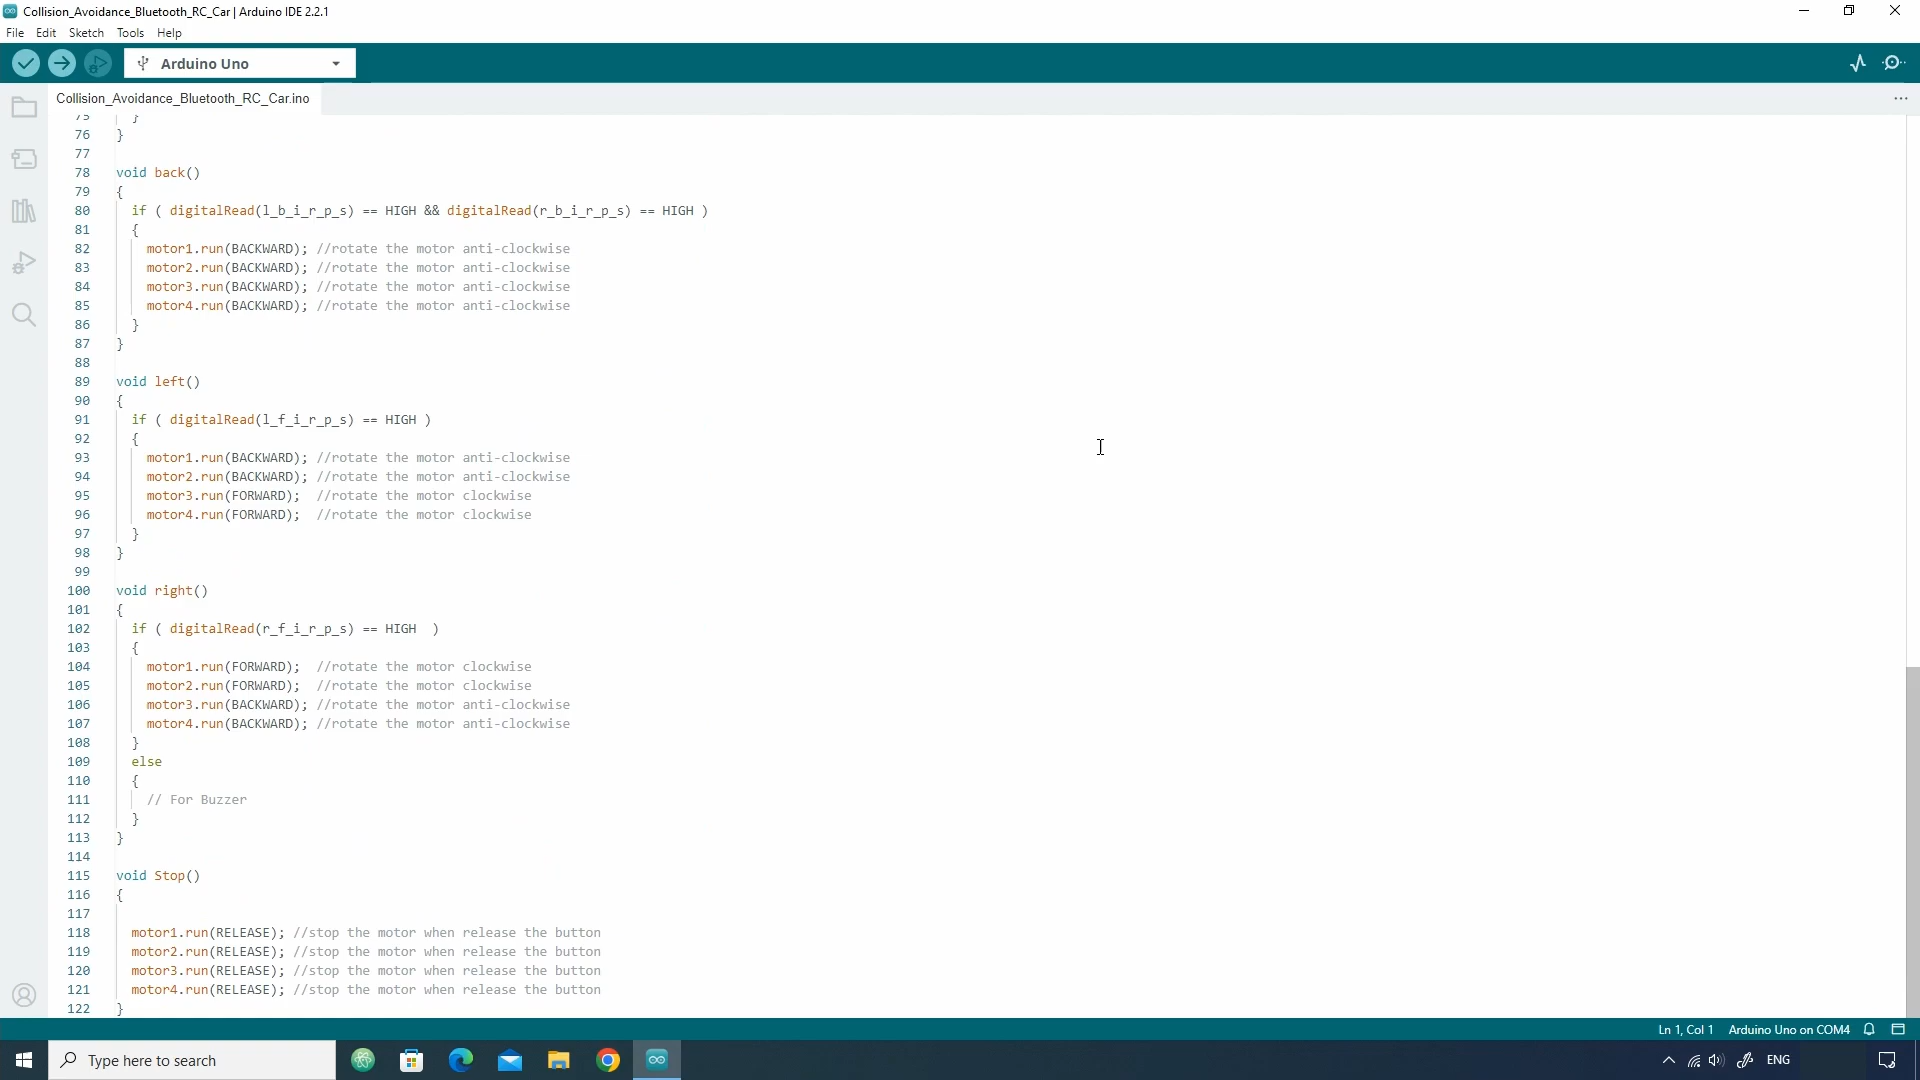 Collision_Avoidance_Bluetooth_RC_Car | Arduino IDE 2.2.1
File Edit Sketch Tools Help
Arduino Uno
Collision_Avoidance_Bluetooth_RC_Car.ino
75 }
76 }
77
78 void back()
79 {
80 if ( digitalRead(l_b_i_r_p_s) == HIGH && digitalRead(r_b_i_r_p_s) == HIGH )
81 {
82 motor1.run(BACKWARD); //rotate the motor anti-clockwise
83 motor2.run(BACKWARD); //rotate the motor anti-clockwise
84 motor3.run(BACKWARD); //rotate the motor anti-clockwise
85 motor4.run(BACKWARD); //rotate the motor anti-clockwise
86 }
87 }
88
89 void left()
90 {
91 if ( digitalRead(l_f_i_r_p_s) == HIGH )
92 {
93 motor1.run(BACKWARD); //rotate the motor anti-clockwise
94 motor2.run(BACKWARD); //rotate the motor anti-clockwise
95 motor3.run(FORWARD); //rotate the motor clockwise
96 motor4.run(FORWARD); //rotate the motor clockwise
97 }
98 }
99
100 void right()
101 {
102 if ( digitalRead(r_f_i_r_p_s) == HIGH )
103 {
104 motor1.run(FORWARD); //rotate the motor clockwise
105 motor2.run(FORWARD); //rotate the motor clockwise
106 motor3.run(BACKWARD); //rotate the motor anti-clockwise
107 motor4.run(BACKWARD); //rotate the motor anti-clockwise
108 }
109 else
110 {
111 // For Buzzer
112 }
113 }
114
115 void Stop()
116 {
117
118 motor1.run(RELEASE); //stop the motor when release the button
119 motor2.run(RELEASE); //stop the motor when release the button
120 motor3.run(RELEASE); //stop the motor when release the button
121 motor4.run(RELEASE); //stop the motor when release the button
122 }
Ln 1, Col 1 Arduino Uno on COM4
Type here to search
ENG